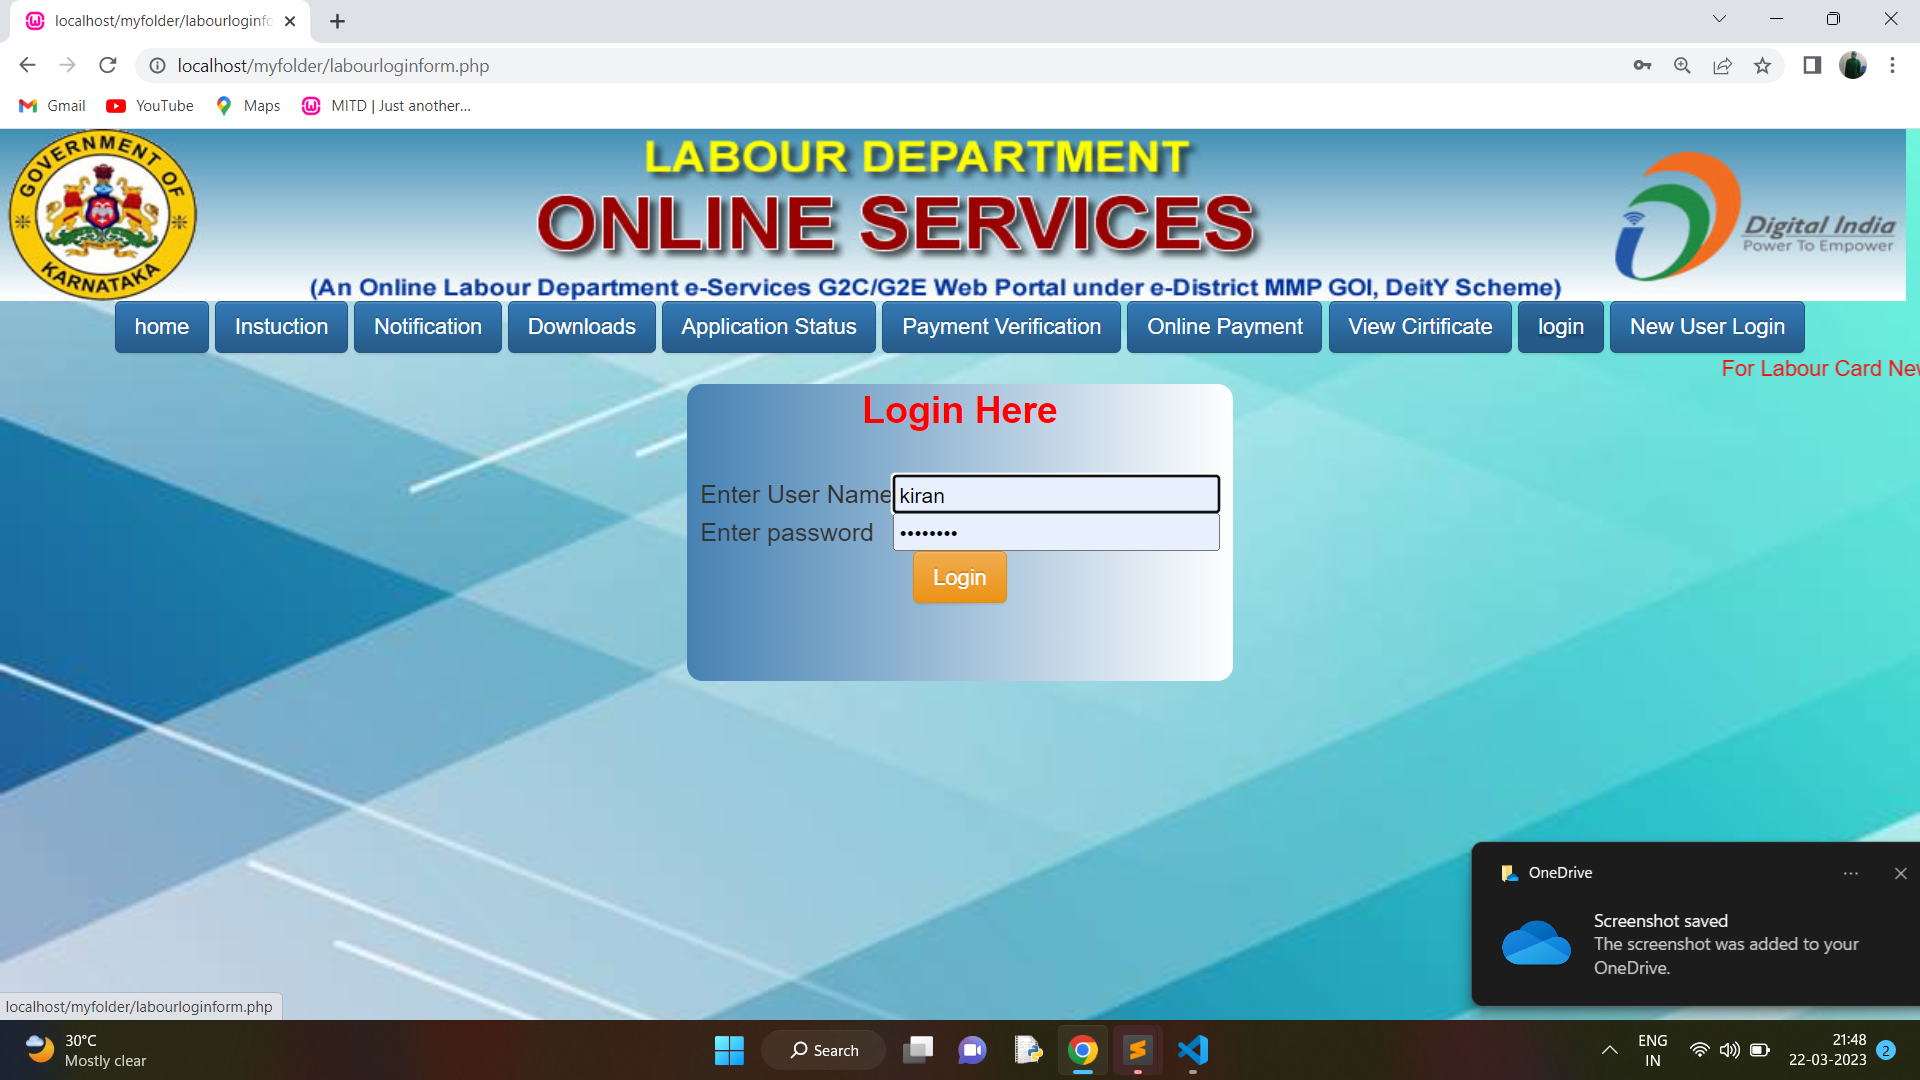 localhost/myfolder/labourloginfo
localhost/myfolder/labourloginform.php
Gmail YouTube Maps MITD | Just another...
GOVERNMENT OF KARNATAKA
LABOUR DEPARTMENT
ONLINE SERVICES
(An Online Labour Department e-Services G2C/G2E Web Portal under e-District MMP GOI, DeitY Scheme)
Digital India
Power To Empower
home Instuction Notification Downloads Application Status Payment Verification Online Payment View Cirtificate login New User Login
For Labour Card New
Login Here
Enter User Name kiran
Enter password ••••••••
Login
OneDrive
Screenshot saved
The screenshot was added to your
OneDrive.
localhost/myfolder/labourloginform.php
30°C
Mostly clear
Search
ENG
IN
21:48
22-03-2023
2